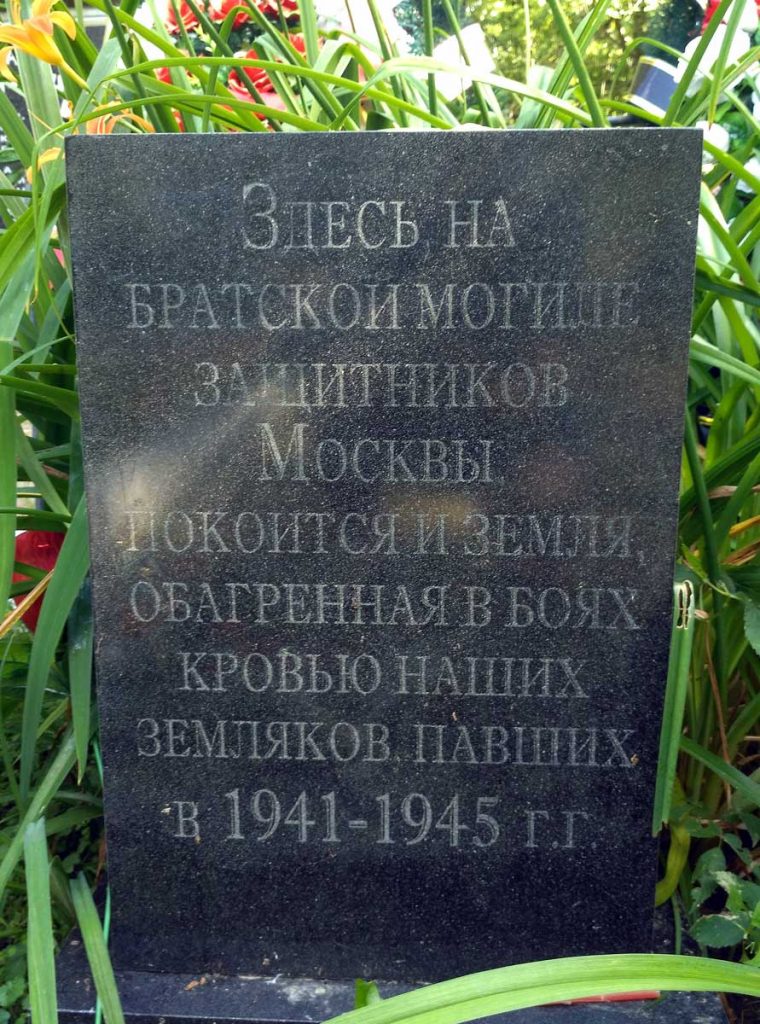 Здесь, на
братской могиле
защитников
Москвы,
покоится и земля,
обагренная в боях
кровью наших
земляков, павших
в 1941-1945 г.г.